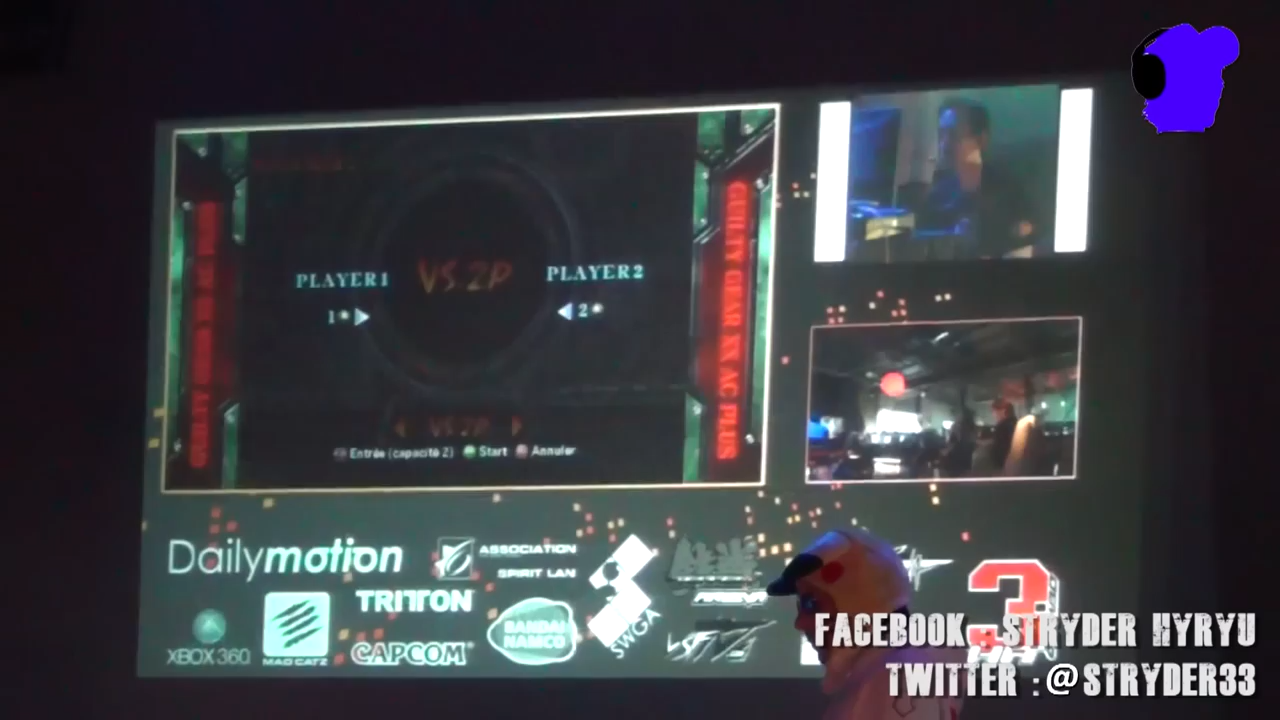 PLAYER1
VS 2P
PLAYER2
1
2
VS 2P
Entrée (capacité 2) Start Annuler
GUILTY GEAR XX AC PLUS
Dailymotion
ASSOCIATION
SPIRIT LAN
TRITTON
XBOX 360
MAD CATZ
CAPCOM
BANDAI
NAMCO
SWGA
3
FACEBOOK : STRYDER HYRYU
TWITTER :@STRYDER33